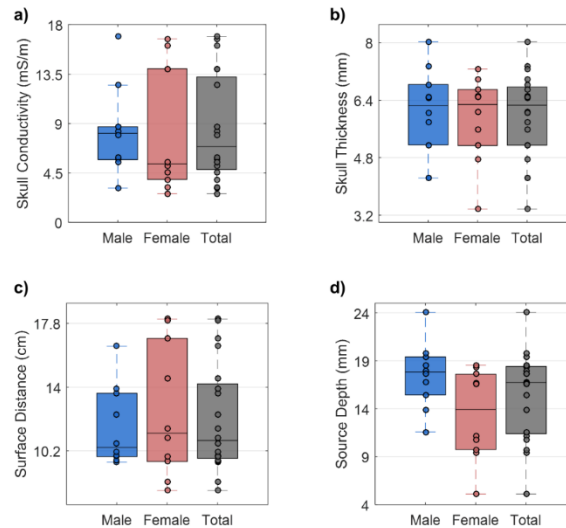 a)
Skull Conductivity (mS/m)
18
13.5
9
4.5
0
Male Female Total
b)
Skull Thickness (mm)
8
6.4
4.8
3.2
Male Female Total
c)
Surface Distance (cm)
17.8
14
10.2
Male Female Total
d)
Source Depth (mm)
24
19
14
9
4
Male Female Total